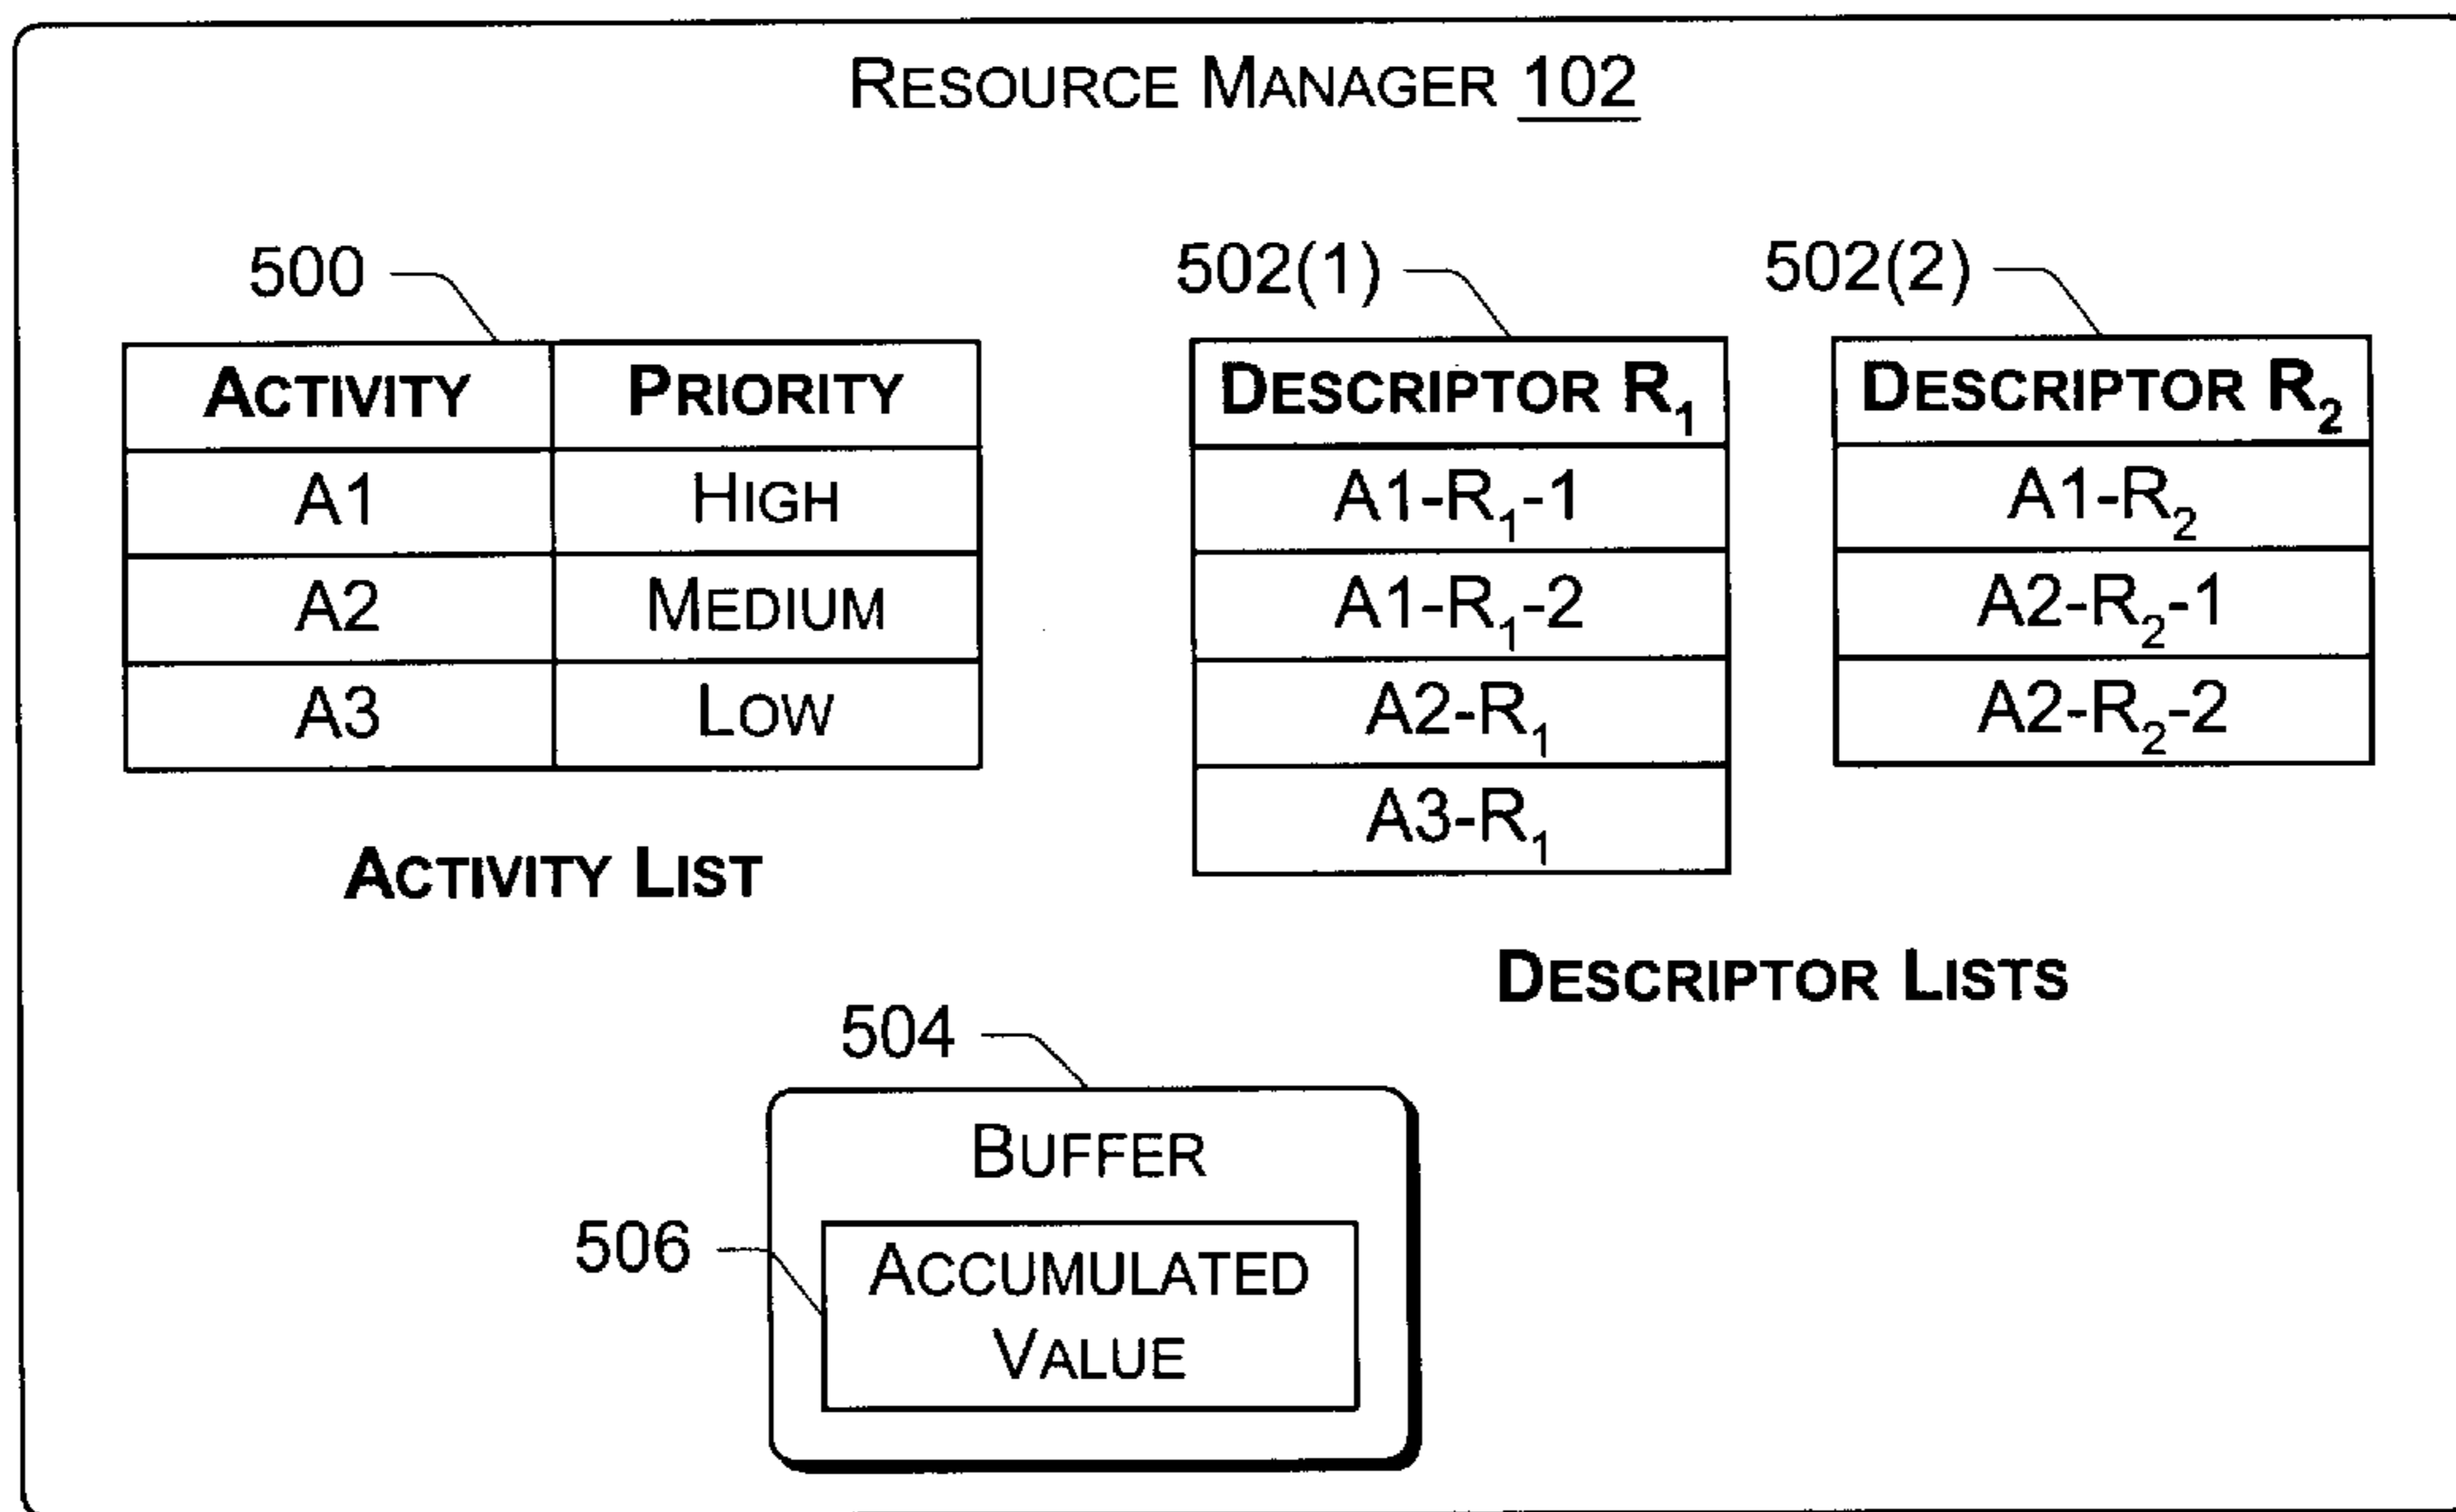 RESOURCE MANAGER 102
500
502(1)
502(2)
ACTIVITY PRIORITY
A1 HIGH
A2 MEDIUM
A3 LOW
ACTIVITY LIST
DESCRIPTOR R₁
A1-R₁-1
A1-R₁-2
A2-R₁
A3-R₁
DESCRIPTOR R₂
A1-R₂
A2-R₂-1
A2-R₂-2
DESCRIPTOR LISTS
504
BUFFER
506
ACCUMULATED
VALUE